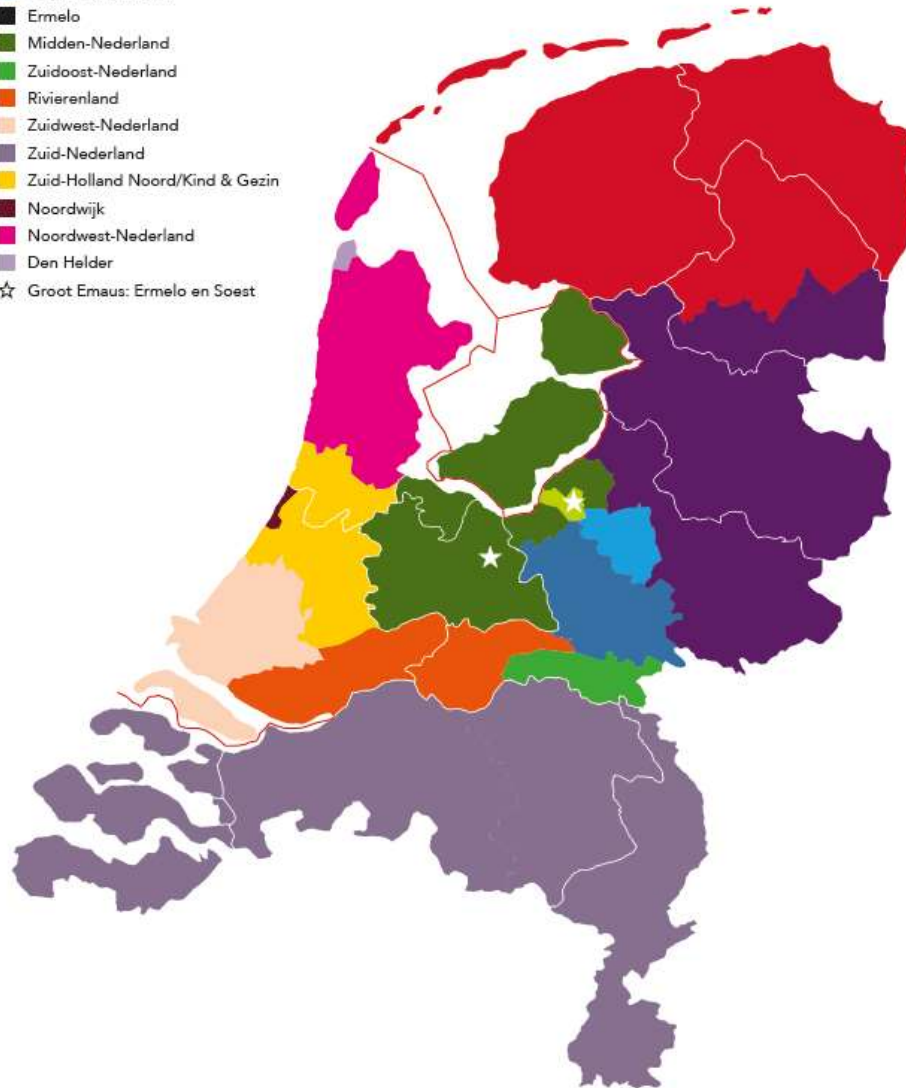 Ermelo
Midden-Nederland
Zuidoost-Nederland
Rivierenland
Zuidwest-Nederland
Zuid-Nederland
Zuid-Holland Noord/Kind & Gezin
Noordwijk
Noordwest-Nederland
Den Helder
Groot Emaus: Ermelo en Soest